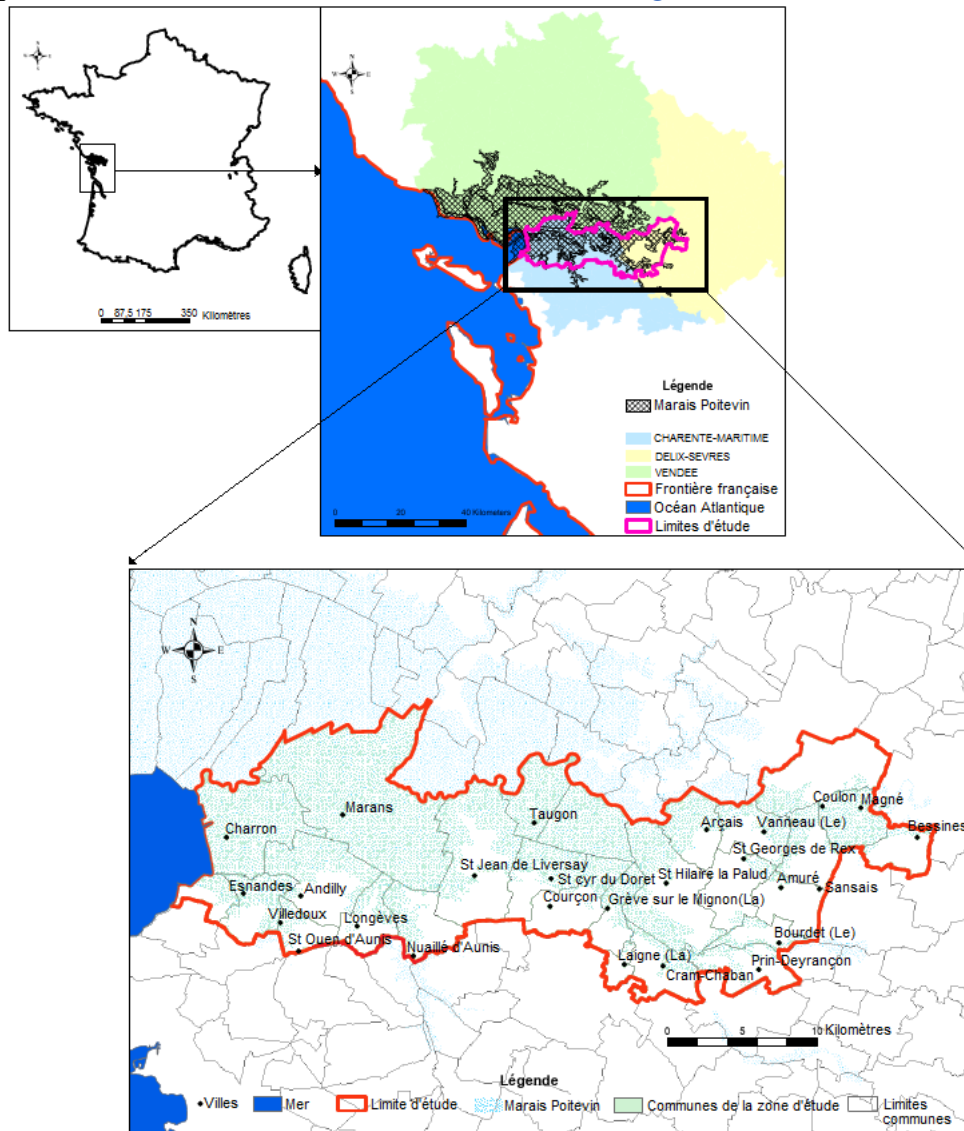 N
W E
S
0 87,5 175 350 Kilomètres
N
W E
S
Légende
Marais Poitevin
CHARENTE-MARITIME
DEUX-SEVRES
VENDEE
Frontière française
Océan Atlantique
Limites d'étude
0 20 40 Kilometers
N
W E
S
Coulon
Magné
Marans
Taugon
Arçais
Vanneau (Le)
Bessines
Charron
St Georges de Rex
St Jean de Liversay
St cyr du Doret
St Hilaire la Palud
Amuré
Sansais
Esnandes
Andilly
Courçon
Grève sur le Mignon(La)
Villedoux
Longèves
St Ouen d'Aunis
Nuaillé d'Aunis
Bourdet (Le)
Laigne (La)
Cram-Chaban
Prin-Deyrançon
0 5 10 Kilomètres
Légende
Villes
Mer
Limite d'étude
Marais Poitevin
Communes de la zone d'étude
Limites
communes